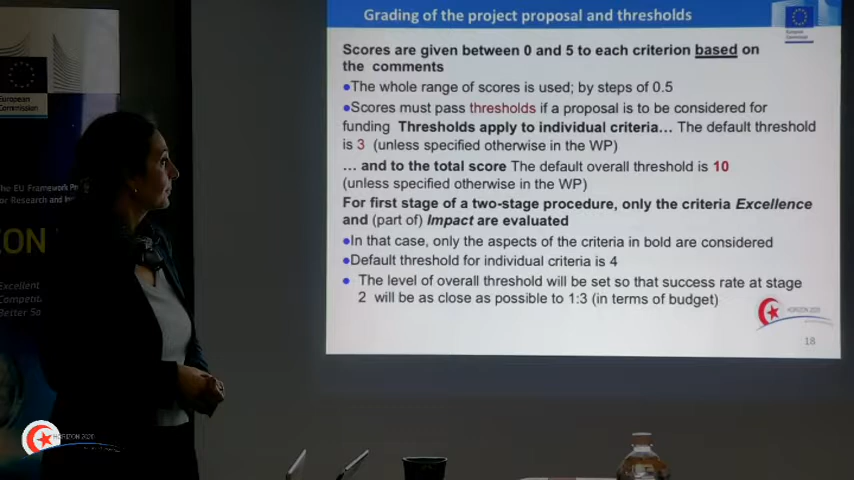 Grading of the project proposal and thresholds
European
Commission
Scores are given between 0 and 5 to each criterion based on
the comments
•The whole range of scores is used; by steps of 0.5
•Scores must pass thresholds if a proposal is to be considered for
funding Thresholds apply to individual criteria… The default threshold
is 3 (unless specified otherwise in the WP)
… and to the total score The default overall threshold is 10
(unless specified otherwise in the WP)
For first stage of a two-stage procedure, only the criteria Excellence
and (part of) Impact are evaluated
•In that case, only the aspects of the criteria in bold are considered
•Default threshold for individual criteria is 4
• The level of overall threshold will be set so that success rate at stage
2 will be as close as possible to 1:3 (in terms of budget)
HORIZON 2020
18
European
Commission
The EU Framework
for Research and
ON
Excellent
Better
HORIZON 2020